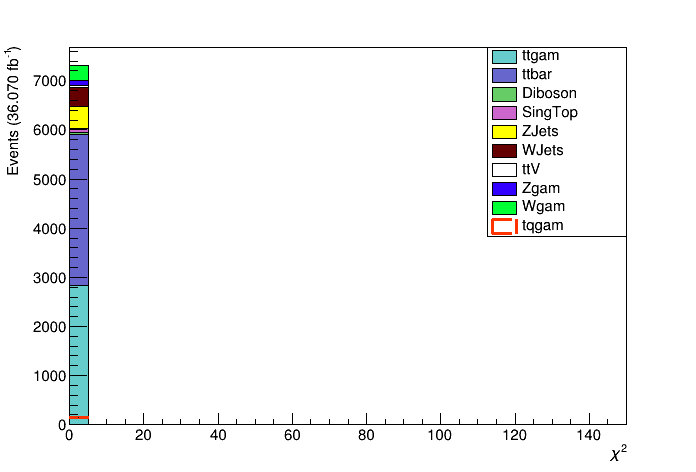 Events (36.070 fb⁻¹)
7000
6000
5000
4000
3000
2000
1000
0
0 20 40 60 80 100 120 140
χ²
ttgam
ttbar
Diboson
SingTop
ZJets
WJets
ttV
Zgam
Wgam
tqgam